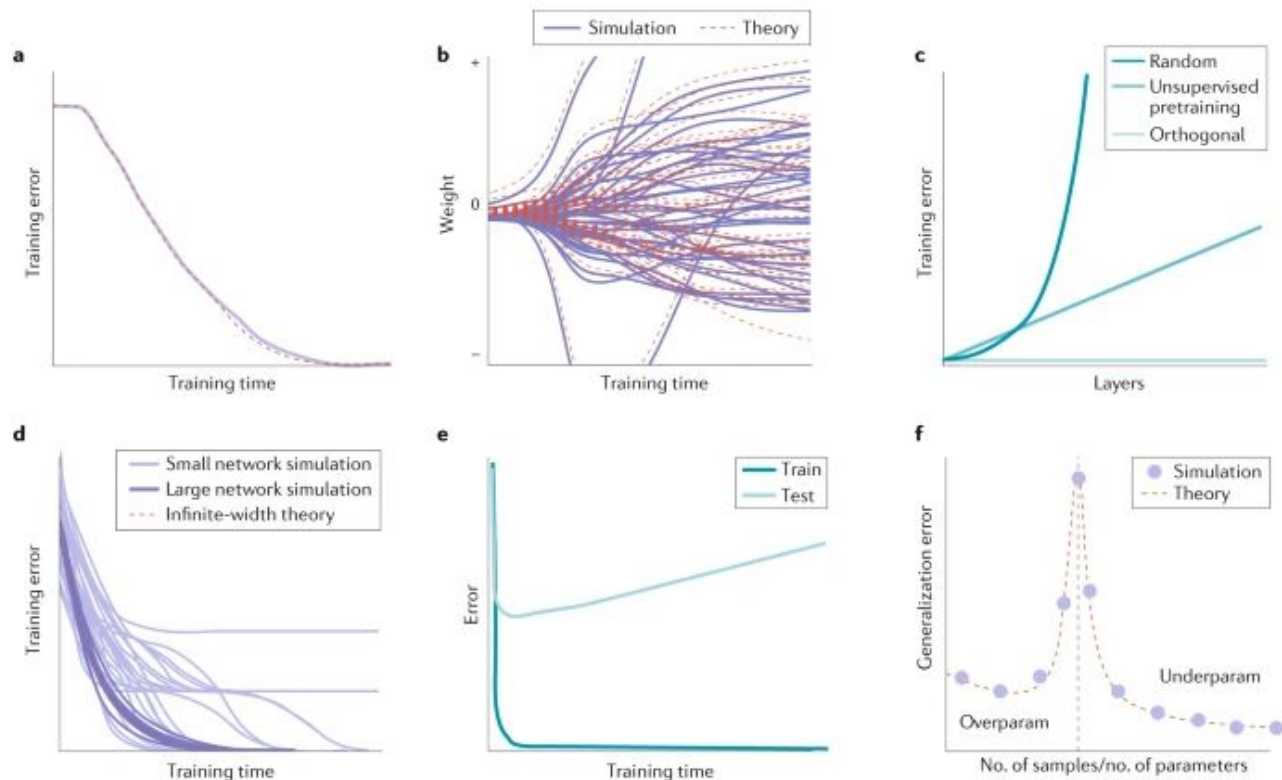 Simulation Theory
a
Training error
Training time
b
+
Weight
0
–
Training time
c
Random
Unsupervised
pretraining
Orthogonal
Training error
Layers
d
Small network simulation
Large network simulation
Infinite-width theory
Training error
Training time
e
Train
Test
Error
Training time
f
Simulation
Theory
Generalization error
Underparam
Overparam
No. of samples/no. of parameters